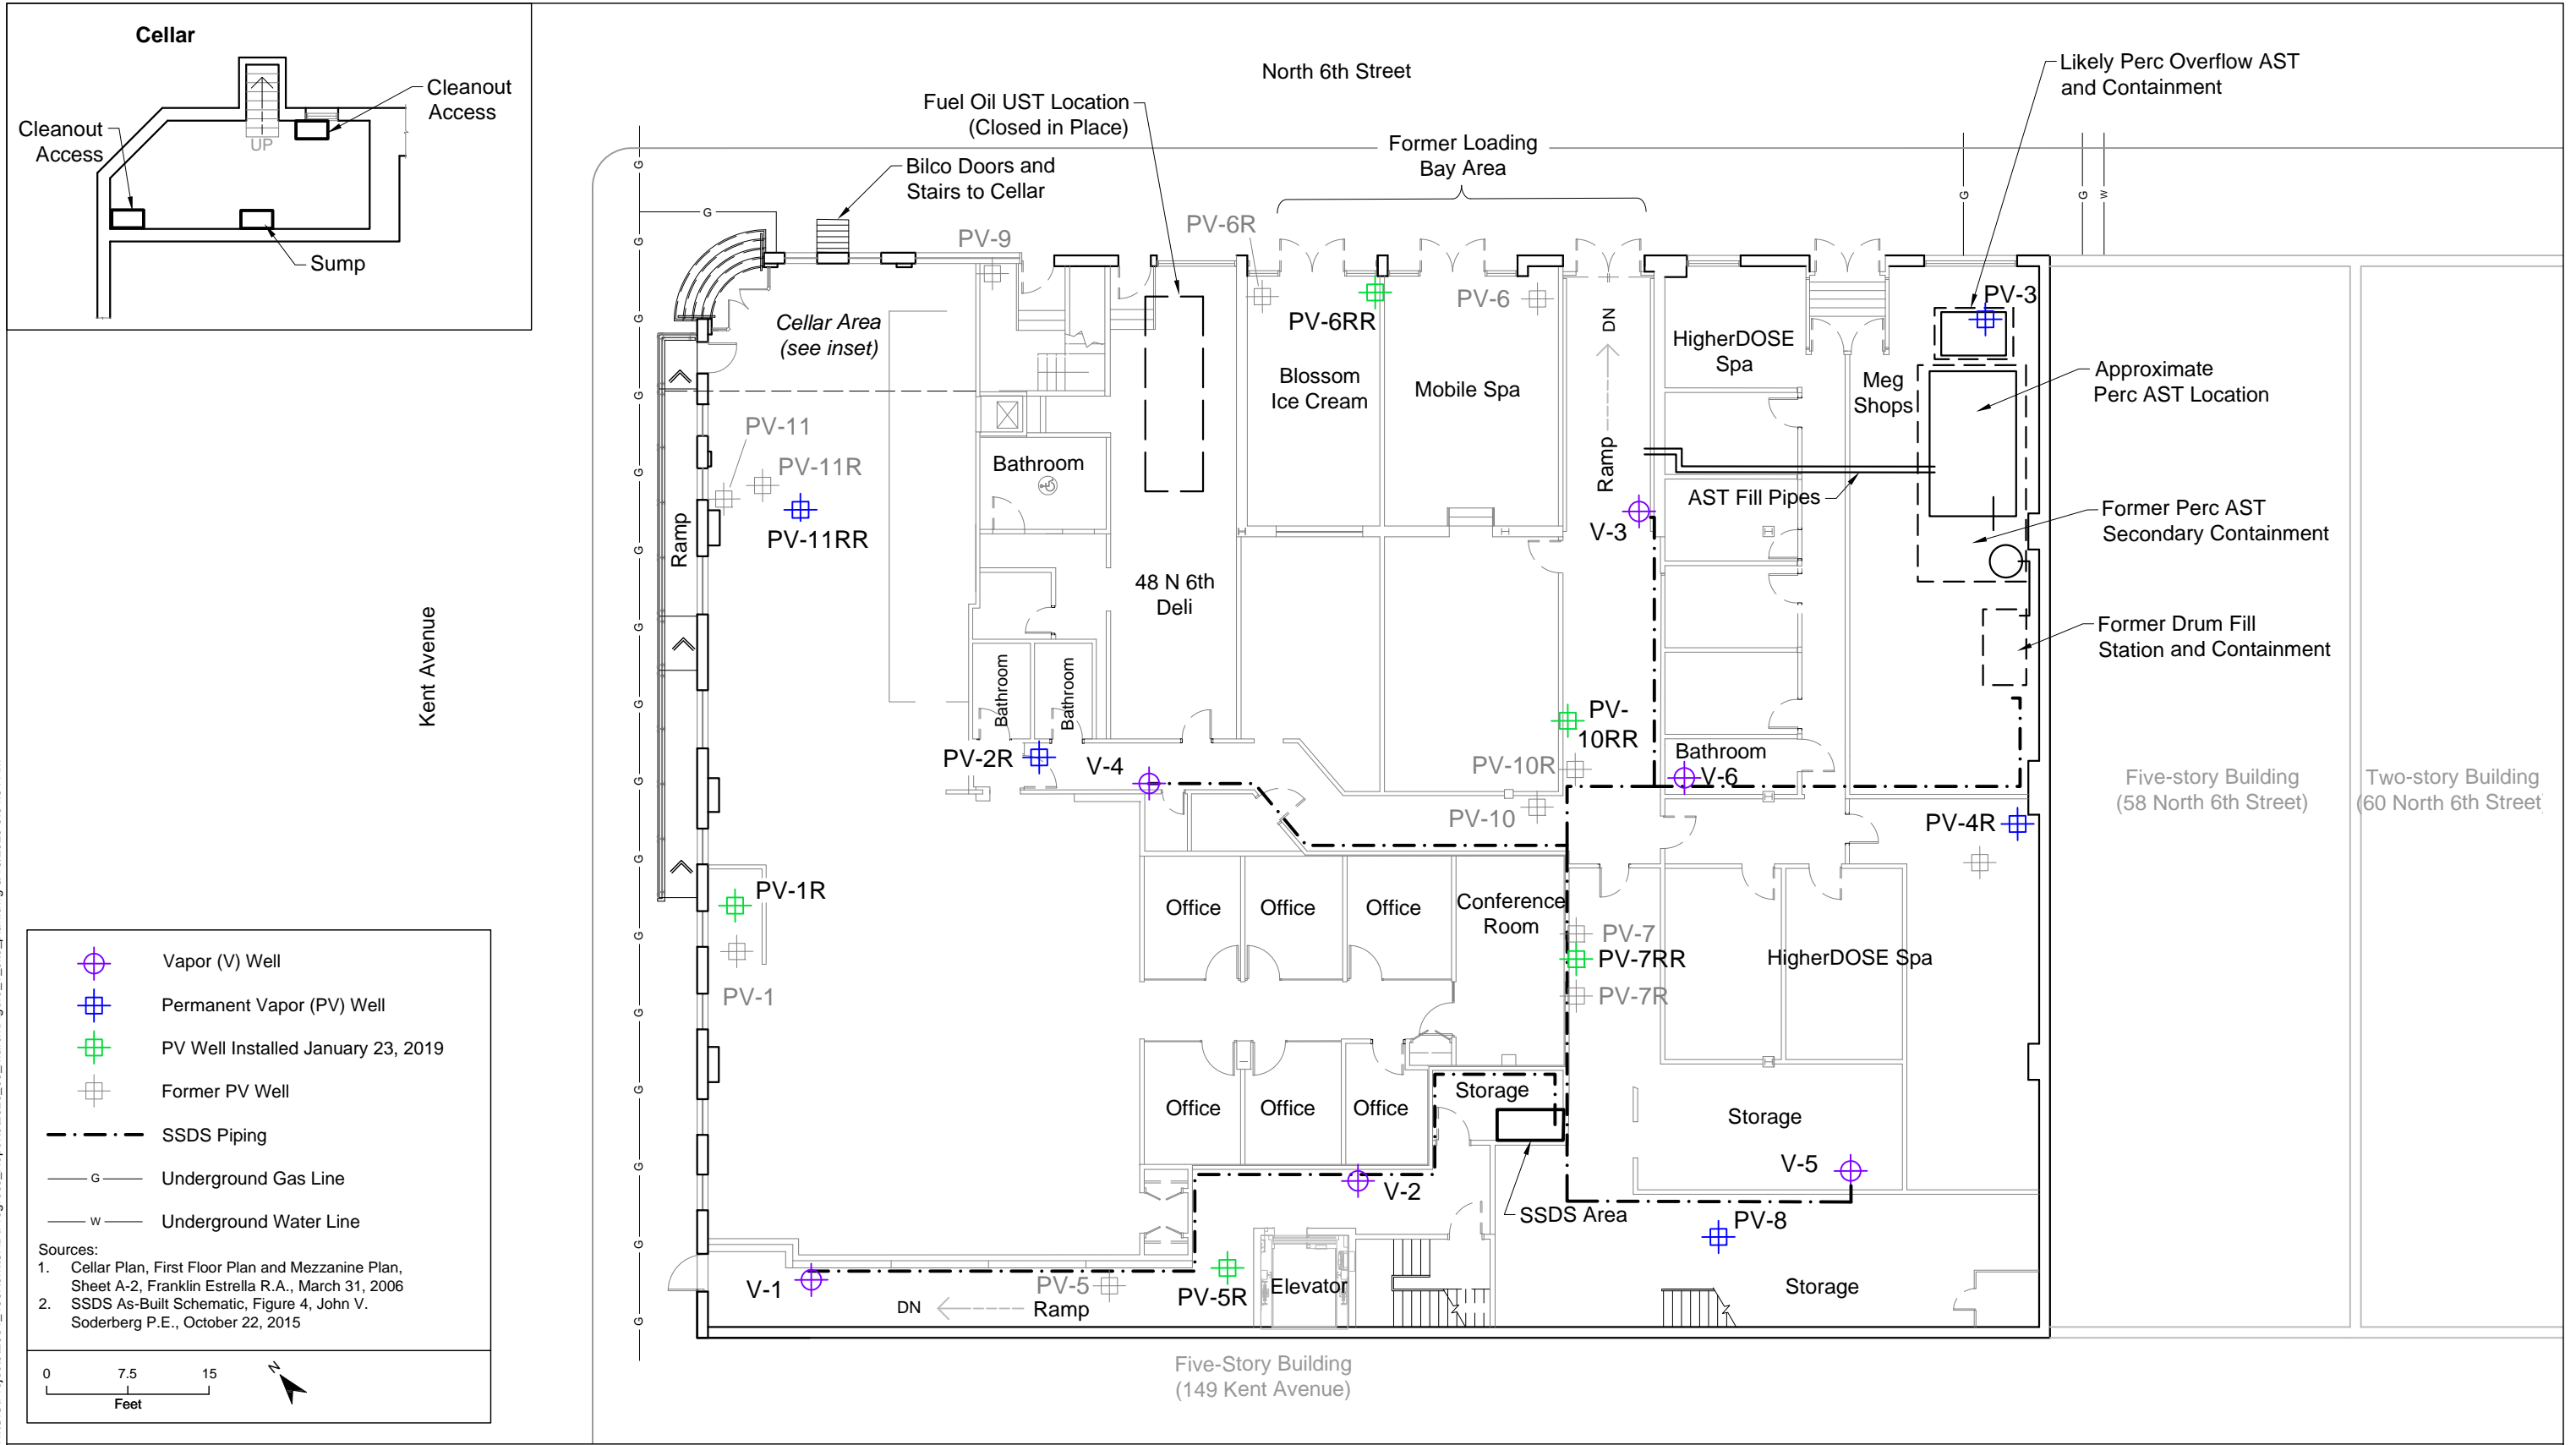 Cellar
Cleanout
Access
Cleanout
Access
UP
Sump
North 6th Street
Fuel Oil UST Location
(Closed in Place)
Former Loading
Bay Area
Bilco Doors and
Stairs to Cellar
Likely Perc Overflow AST
and Containment
G
G
G
W
G
PV-9
PV-6R
PV-6RR
PV-6
DN
Ramp
PV-3
Cellar Area
(see inset)
HigherDOSE
Spa
Blossom
Ice Cream
Mobile Spa
Meg
Shops
Approximate
Perc AST Location
PV-11
PV-11R
PV-11RR
Ramp
Bathroom
AST Fill Pipes
V-3
Former Perc AST
Secondary Containment
48 N 6th
Deli
Former Drum Fill
Station and Containment
Kent Avenue
Bathroom
Bathroom
PV-
10RR
PV-2R
V-4
PV-10R
Bathroom
V-6
PV-10
PV-4R
Five-story Building
(58 North 6th Street)
Two-story Building
(60 North 6th Street
PV-1R
PV-1
Office
Office
Office
Conference
Room
PV-7
PV-7RR
PV-7R
HigherDOSE Spa
Office
Office
Office
Storage
Storage
V-5
V-2
SSDS Area
PV-8
V-1
DN
Ramp
PV-5
PV-5R
Elevator
Storage
Five-Story Building
(149 Kent Avenue)
Vapor (V) Well
Permanent Vapor (PV) Well
PV Well Installed January 23, 2019
Former PV Well
SSDS Piping
G
Underground Gas Line
W
Underground Water Line
Sources:
1. Cellar Plan, First Floor Plan and Mezzanine Plan,
Sheet A-2, Franklin Estrella R.A., March 31, 2006
2. SSDS As-Built Schematic, Figure 4, John V.
Soderberg P.E., October 22, 2015
0 7.5 15
Feet
N